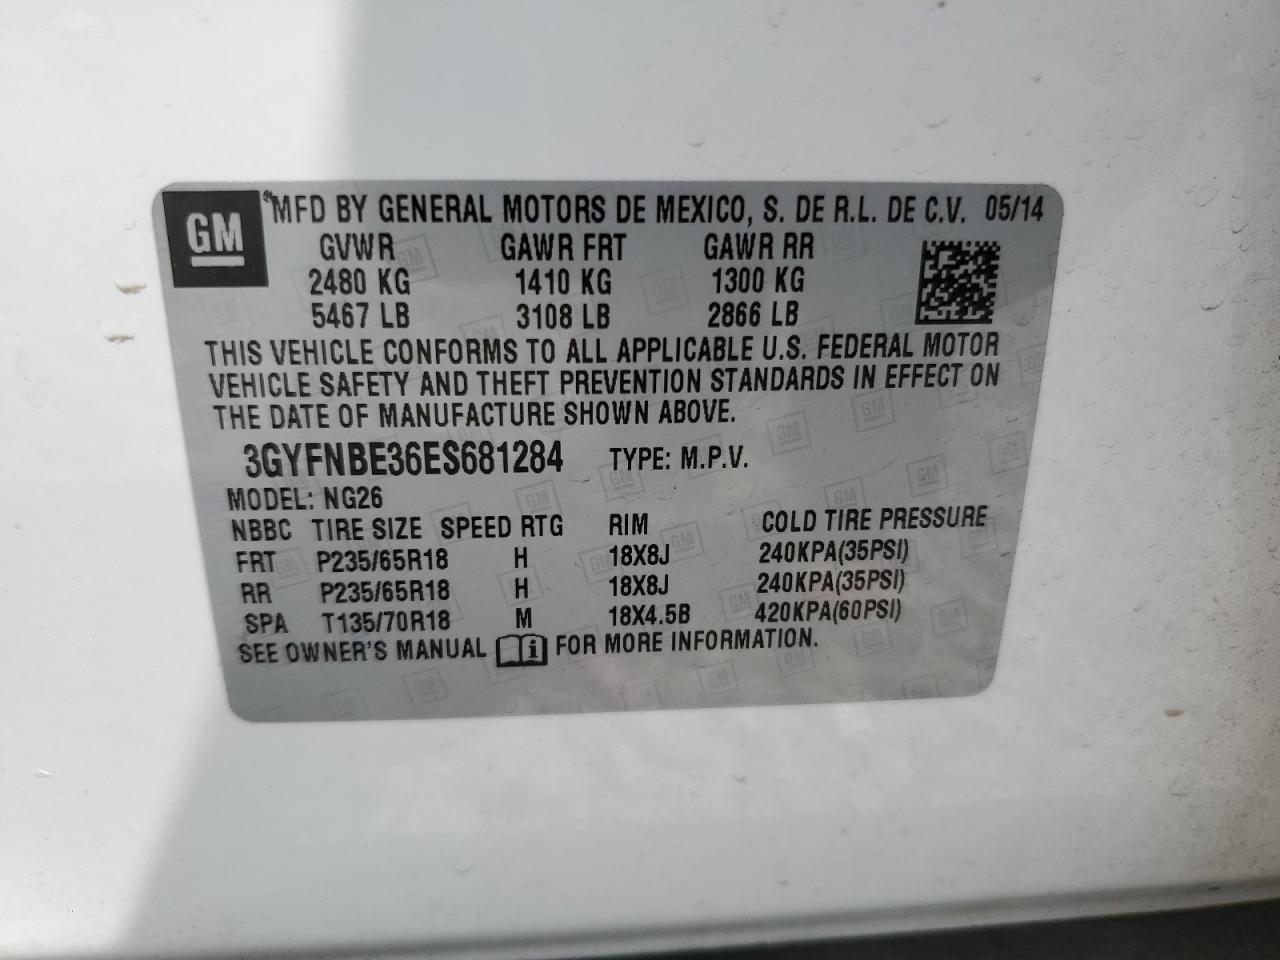 GM
MFD BY GENERAL MOTORS DE MEXICO, S. DE R.L. DE C.V. 05/14
GVWR GAWR FRT GAWR RR
2480 KG 1410 KG 1300 KG
5467 LB 3108 LB 2866 LB
THIS VEHICLE CONFORMS TO ALL APPLICABLE U.S. FEDERAL MOTOR
VEHICLE SAFETY AND THEFT PREVENTION STANDARDS IN EFFECT ON
THE DATE OF MANUFACTURE SHOWN ABOVE.
3GYFNBE36ES681284 TYPE: M.P.V.
MODEL: NG26
NBBC TIRE SIZE SPEED RTG RIM COLD TIRE PRESSURE
FRT P235/65R18 H 18X8J 240KPA(35PSI)
RR P235/65R18 H 18X8J 240KPA(35PSI)
SPA T135/70R18 M 18X4.5B 420KPA(60PSI)
SEE OWNER'S MANUAL i FOR MORE INFORMATION.